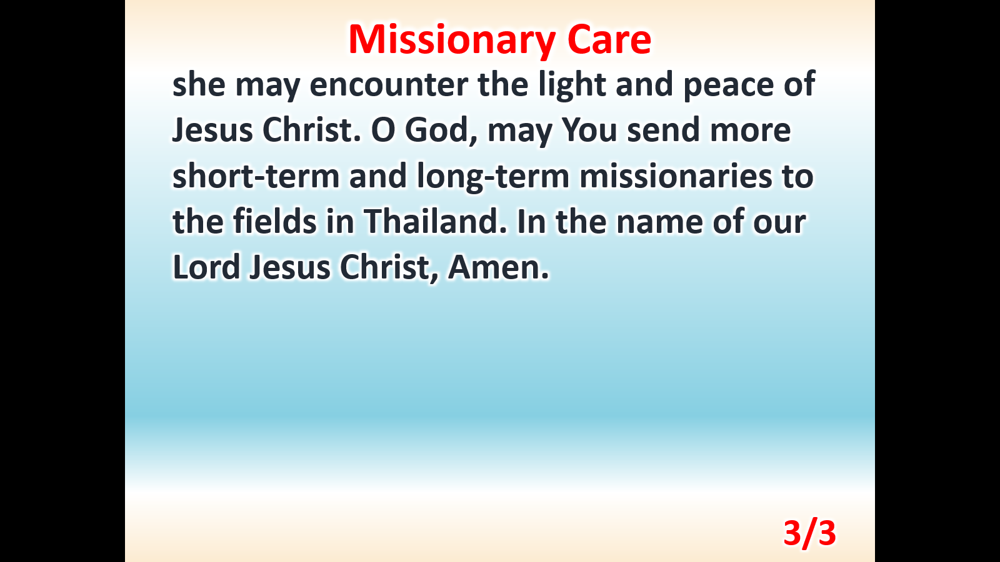 Missionary Care
she may encounter the light and peace of
Jesus Christ. O God, may You send more
short-term and long-term missionaries to
the fields in Thailand. In the name of our
Lord Jesus Christ, Amen.
3/3